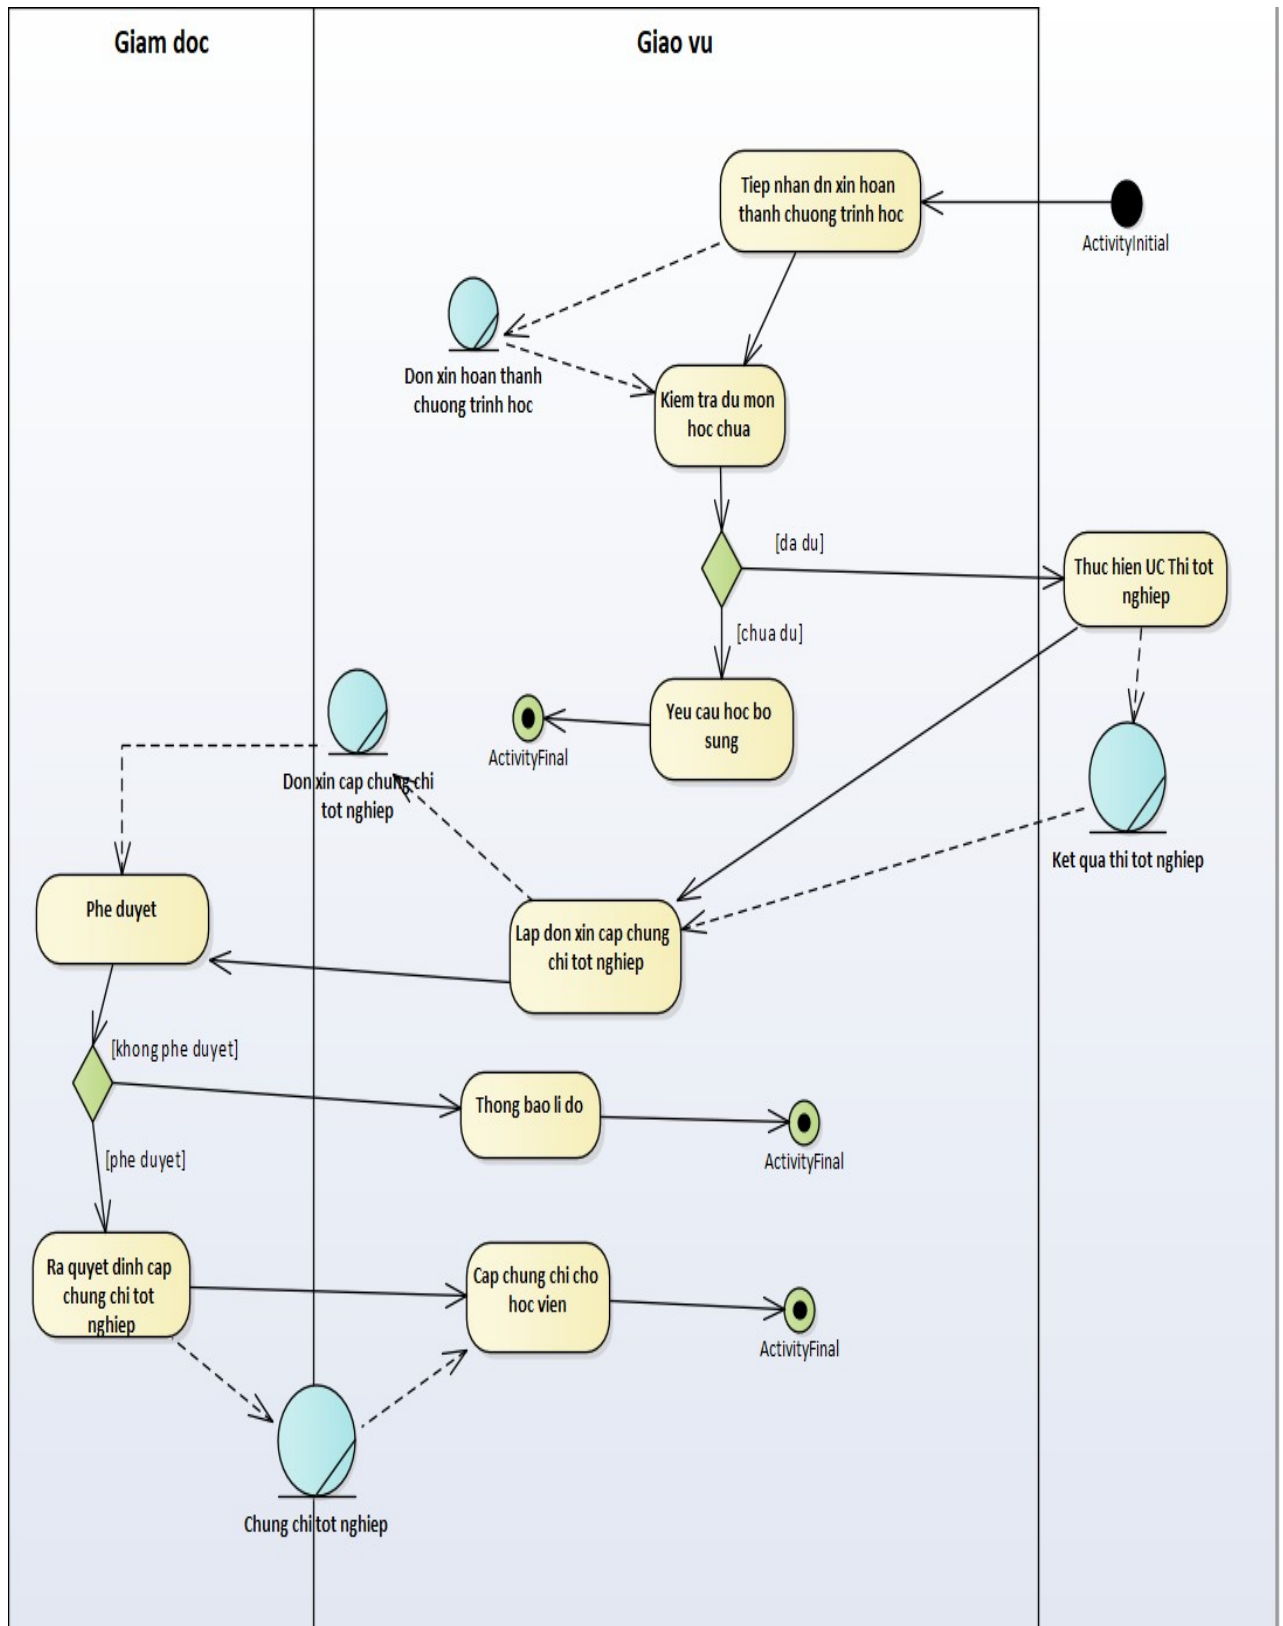 Giam doc
Giao vu
Tiep nhan dn xin hoan
thanh chuong trinh hoc
ActivityInitial
Don xin hoan thanh
chuong trinh hoc
Kiem tra du mon
hoc chua
[da du]
Thuc hien UC Thi tot
nghiep
[chua du]
Yeu cau hoc bo
sung
ActivityFinal
Don xin cap chung chi
tot nghiep
Ket qua thi tot nghiep
Phe duyet
Lap don xin cap chung
chi tot nghiep
[khong phe duyet]
Thong bao li do
ActivityFinal
[phe duyet]
Ra quyet dinh cap
chung chi tot
nghiep
Cap chung chi cho
hoc vien
ActivityFinal
Chung chi tot nghiep